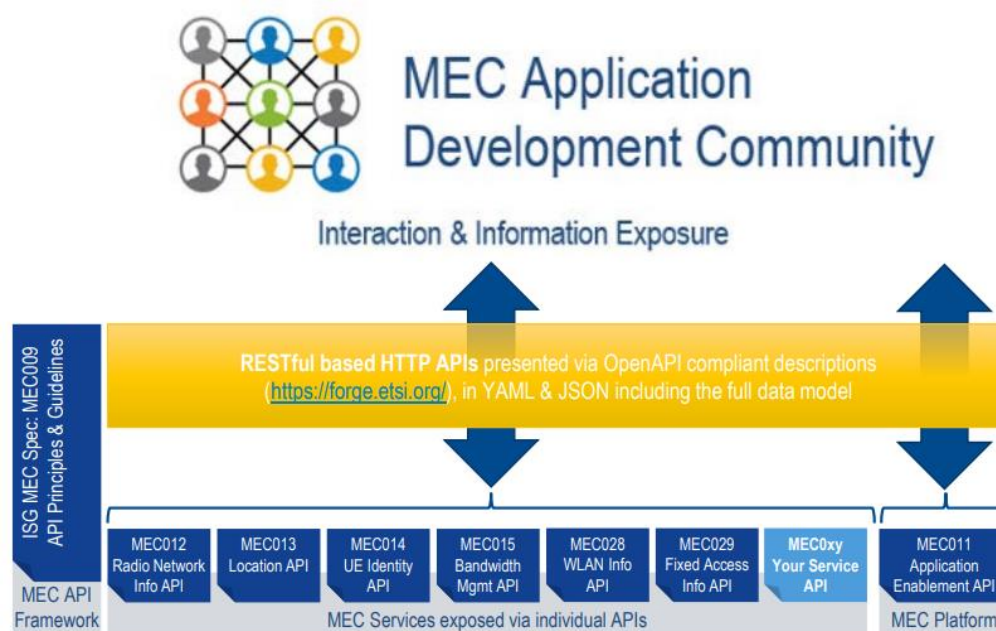 MEC Application
Development Community
Interaction & Information Exposure
ISG MEC Spec: MEC009
API Principles & Guidelines
RESTful based HTTP APIs presented via OpenAPI compliant descriptions
(https://forge.etsi.org/), in YAML & JSON including the full data model
MEC012
Radio Network
Info API
MEC013
Location API
MEC014
UE Identity
API
MEC015
Bandwidth
Mgmt API
MEC028
WLAN Info
API
MEC029
Fixed Access
Info API
MEC0xy
Your Service
API
MEC011
Application
Enablement API
MEC API
Framework
MEC Services exposed via individual APIs
MEC Platform